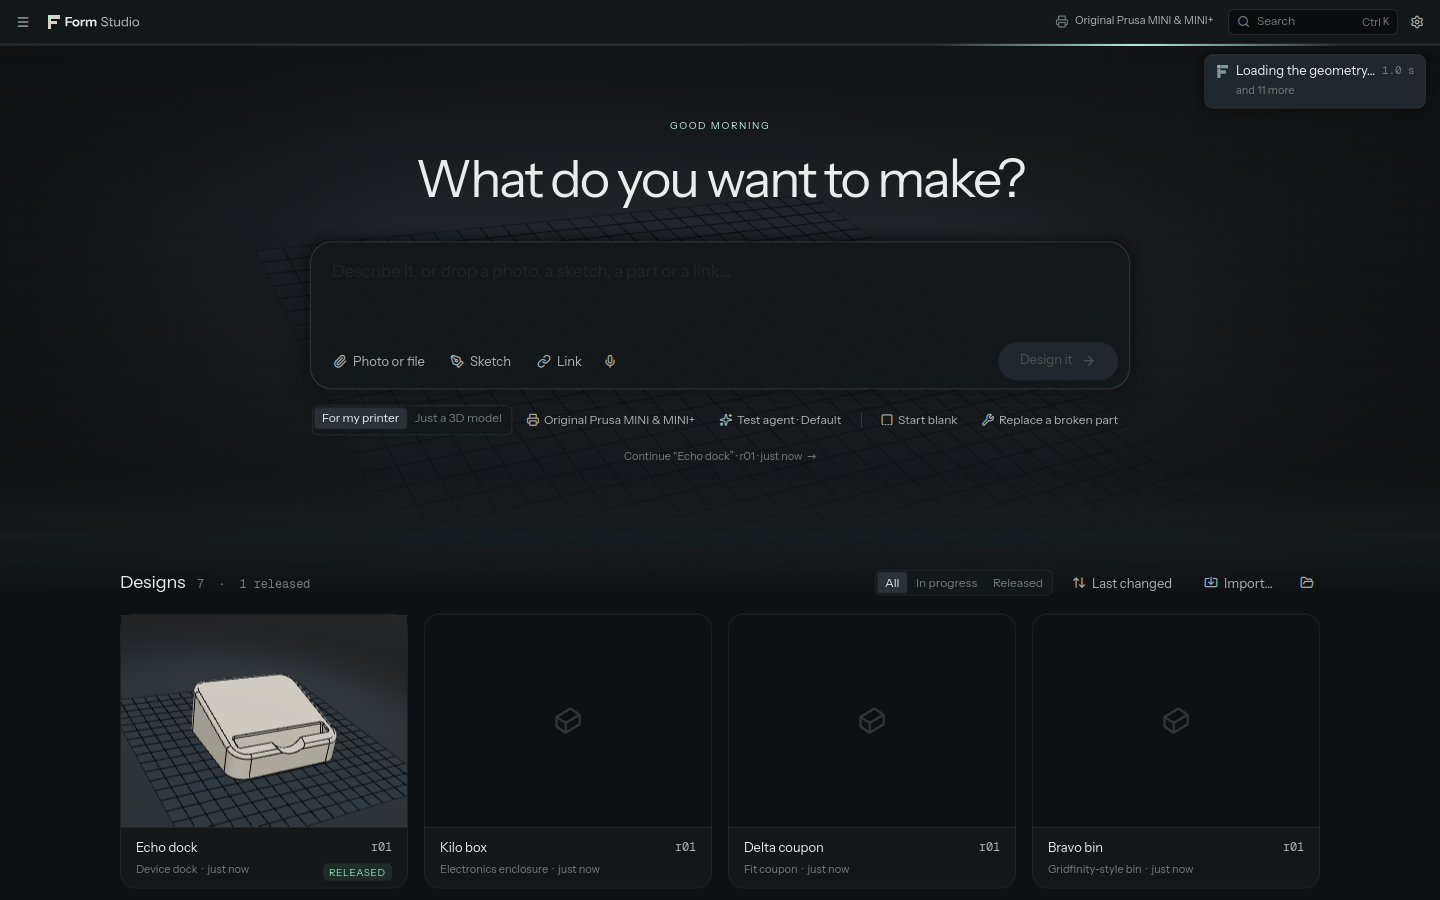 Form Studio
Original Prusa MINI & MINI+
Search
Ctrl K
Loading the geometry... 1.0 s
and 11 more
GOOD MORNING
What do you want to make?
Describe it, or drop a photo, a sketch, a part or a link...
Photo or file
Sketch
Link
Design it
For my printer
Just a 3D model
Original Prusa MINI & MINI+
Test agent · Default
Start blank
Replace a broken part
Continue “Echo dock” · r01 · just now →
Designs 7 · 1 released
All
In progress
Released
Last changed
Import...
Echo dock r01
Device dock · just now
RELEASED
Kilo box r01
Electronics enclosure · just now
Delta coupon r01
Fit coupon · just now
Bravo bin r01
Gridfinity-style bin · just now